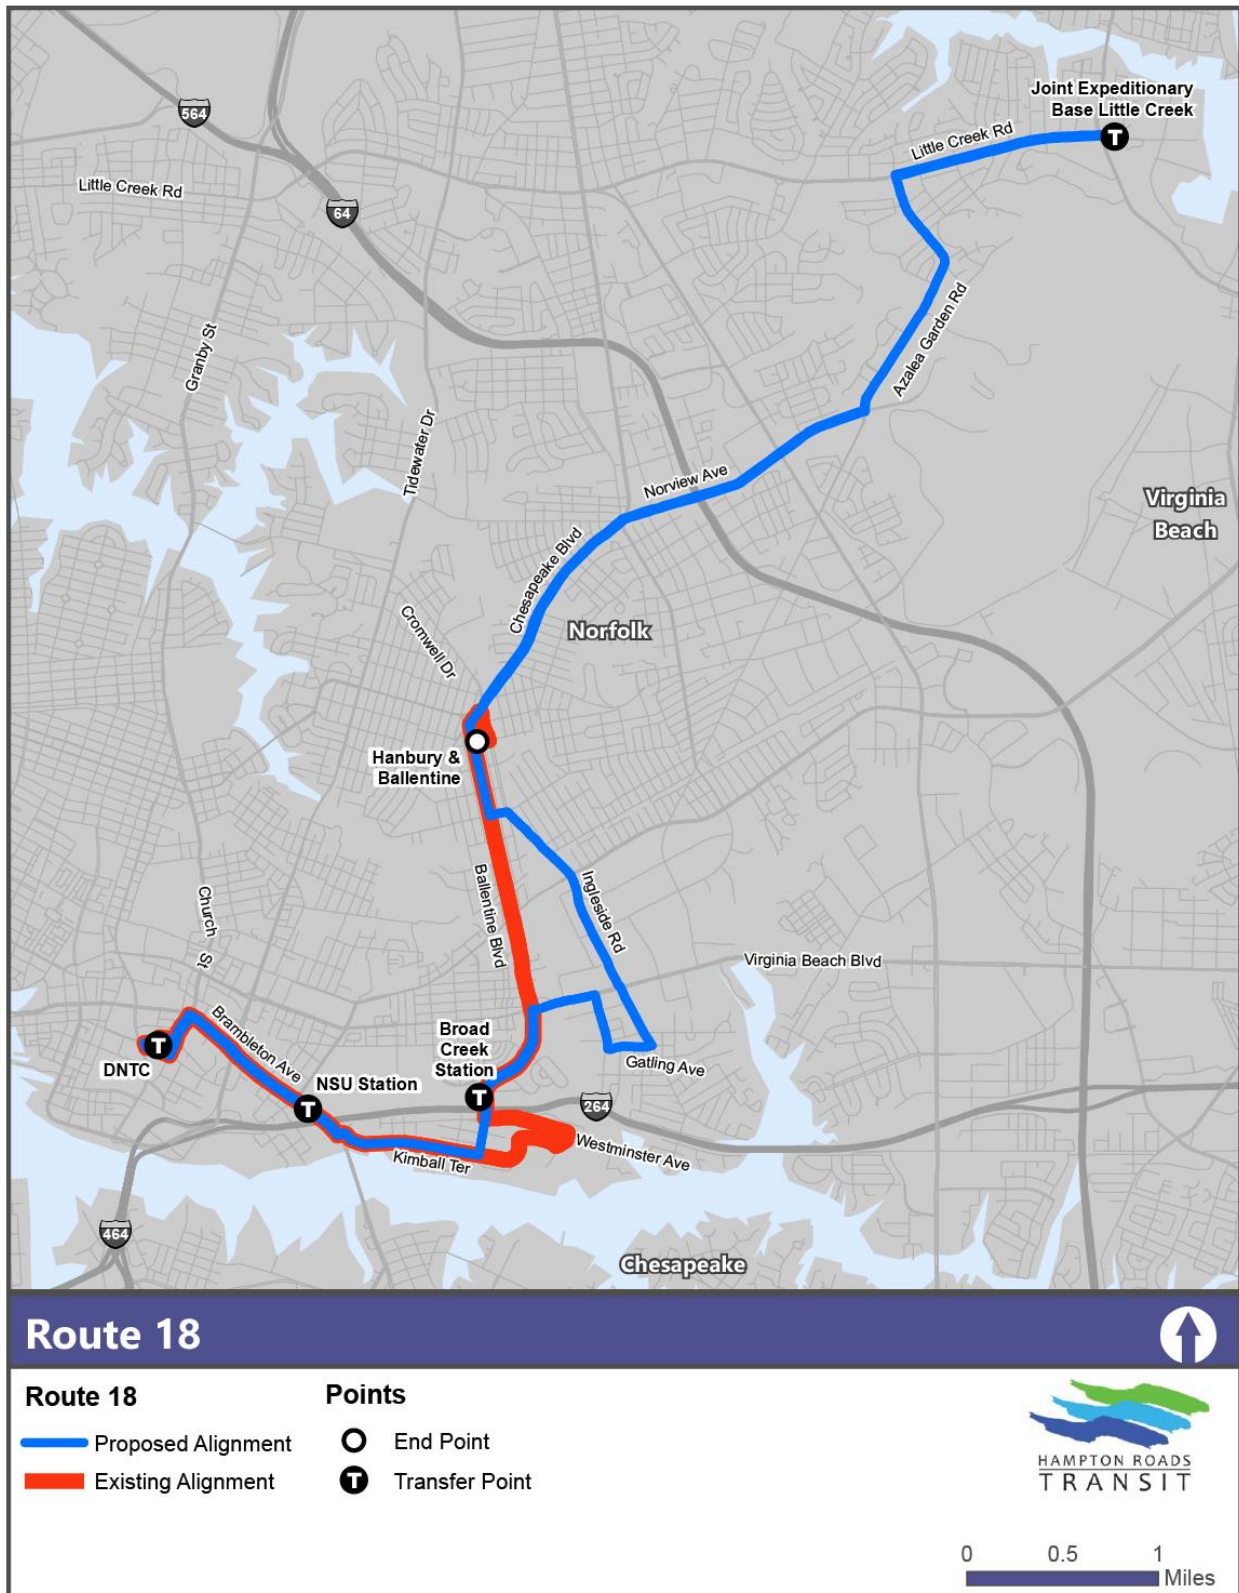 Joint Expeditionary
Base Little Creek
T
Little Creek Rd
564
Little Creek Rd
64
Granby St
Azalea Garden Rd
Tidewater Dr
Norview Ave
Virginia
Beach
Chesapeake Blvd
Cromwell Dr
Norfolk
Hanbury &
Ballentine
Ballentine Blvd
Ingleside Rd
Church St
Virginia Beach Blvd
Brambleton Ave
Broad
Creek
Station
T
DNTC
NSU Station
T
T
Gatling Ave
264
Westminster Ave
Kimball Ter
464
Chesapeake
Route 18
Route 18
Points
Proposed Alignment
End Point
Existing Alignment
T
Transfer Point
HAMPTON ROADS
TRANSIT
0 0.5 1
Miles